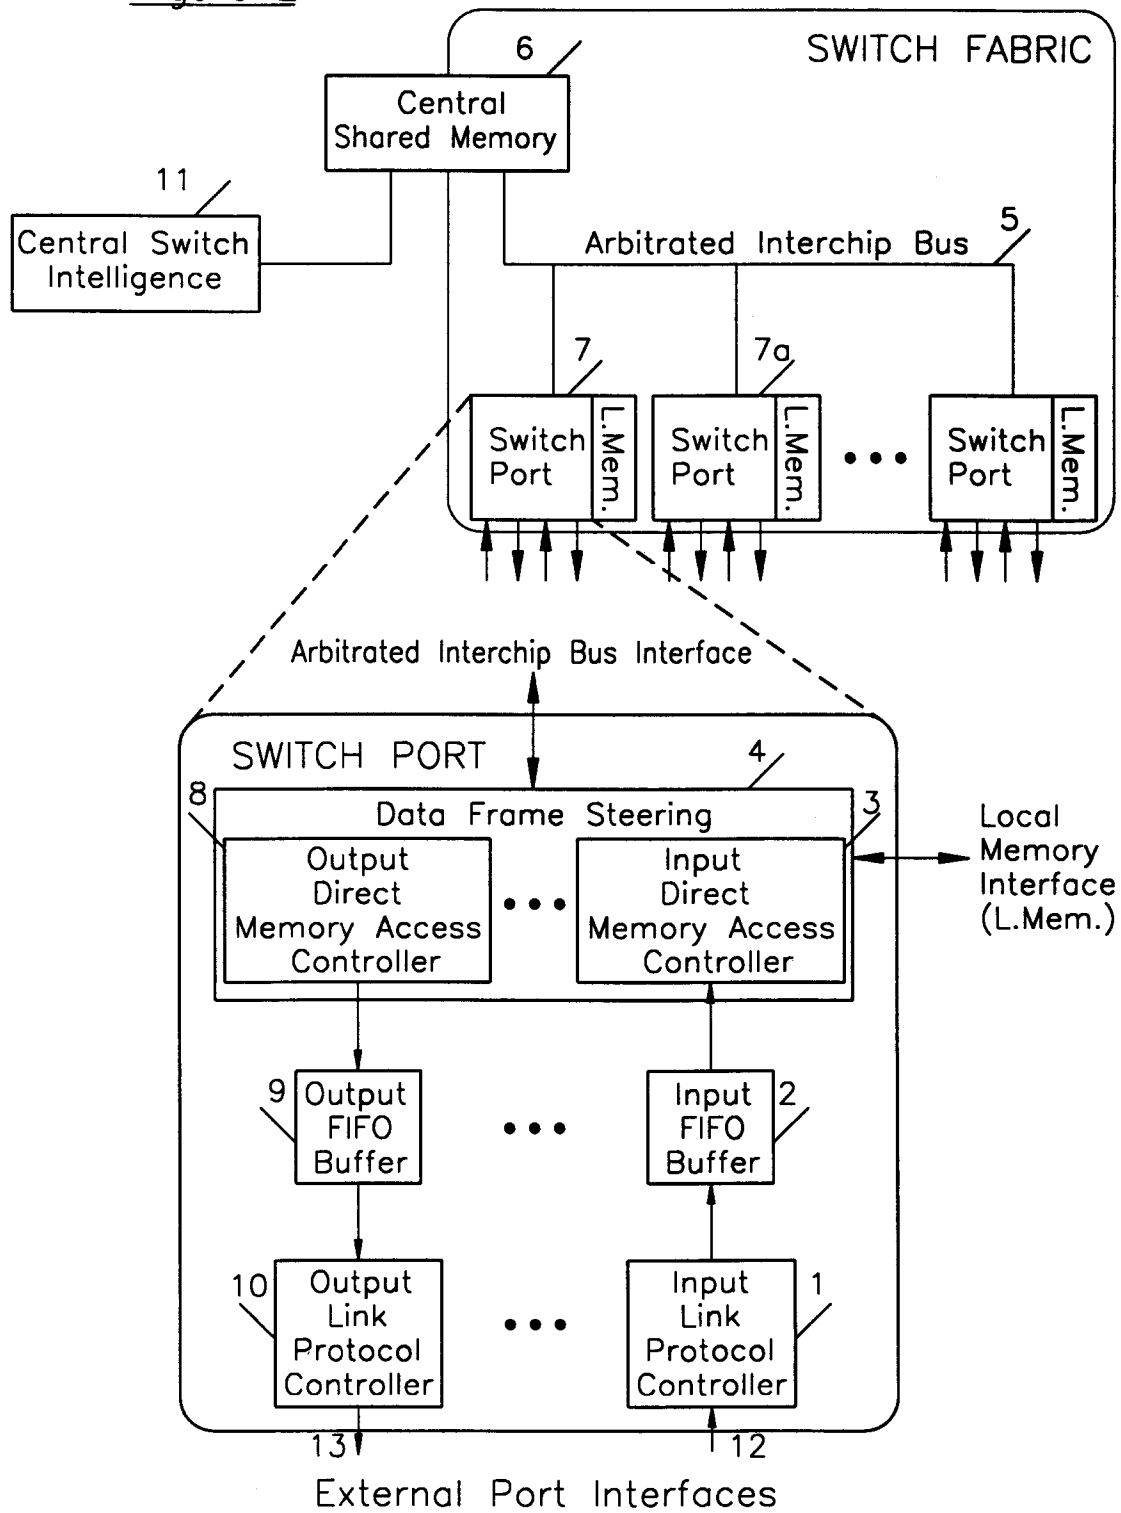 SWITCH FABRIC
6
Central
Shared Memory
11
Central Switch
Intelligence
5
Arbitrated Interchip Bus
7
7a
Switch
Port
L.Mem.
Switch
Port
L.Mem.
•••
Switch
Port
L.Mem.
Arbitrated Interchip Bus Interface
SWITCH PORT
4
8
3
Data Frame Steering
Output
Direct
Memory Access
Controller
•••
Input
Direct
Memory Access
Controller
Local
Memory
Interface
(L.Mem.)
9
Output
FIFO
Buffer
•••
Input
FIFO
Buffer
2
10
Output
Link
Protocol
Controller
•••
Input
Link
Protocol
Controller
1
13
12
External Port Interfaces